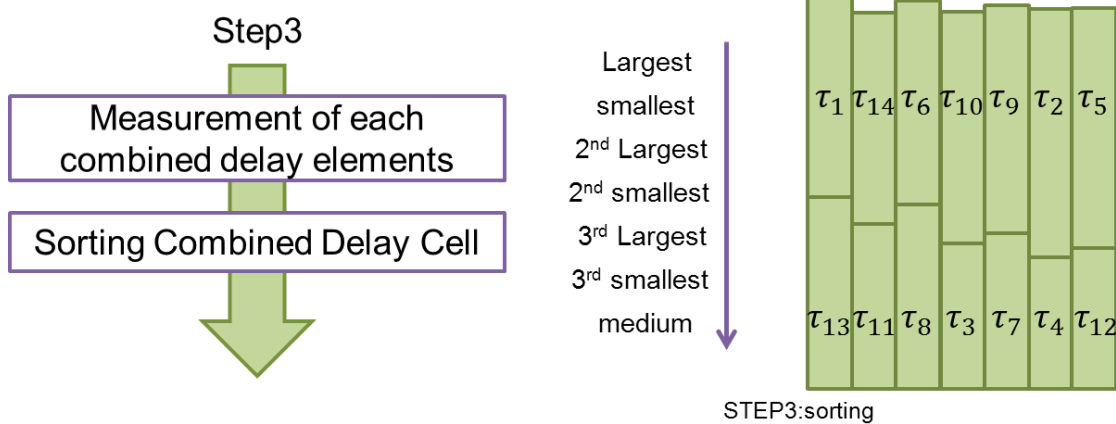 Step3
Measurement of each
combined delay elements
Sorting Combined Delay Cell
Largest
smallest
2nd Largest
2nd smallest
3rd Largest
3rd smallest
medium
τ1 τ14 τ6 τ10 τ9 τ2 τ5
τ13 τ11 τ8 τ3 τ7 τ4 τ12
STEP3:sorting